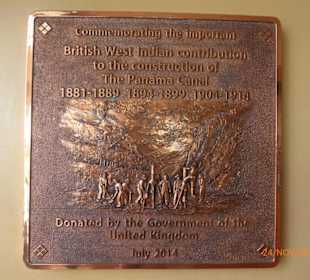 Commemorating the important
British West Indian contribution
to the construction of
The Panama Canal
1881-1889, 1894-1899, 1904-1914
Donated by the Government of the
United Kingdom
July 2014